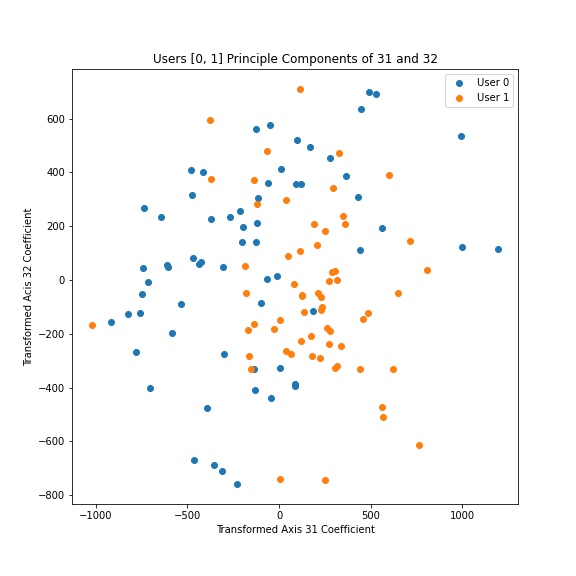 Users [0, 1] Principle Components of 31 and 32
User 0
User 1
Transformed Acis 32 Coefficient
600
400
200
0
−200
−400
−600
−800
−1000
−500
0
500
1000
Transformed Axis 31 Coefficient